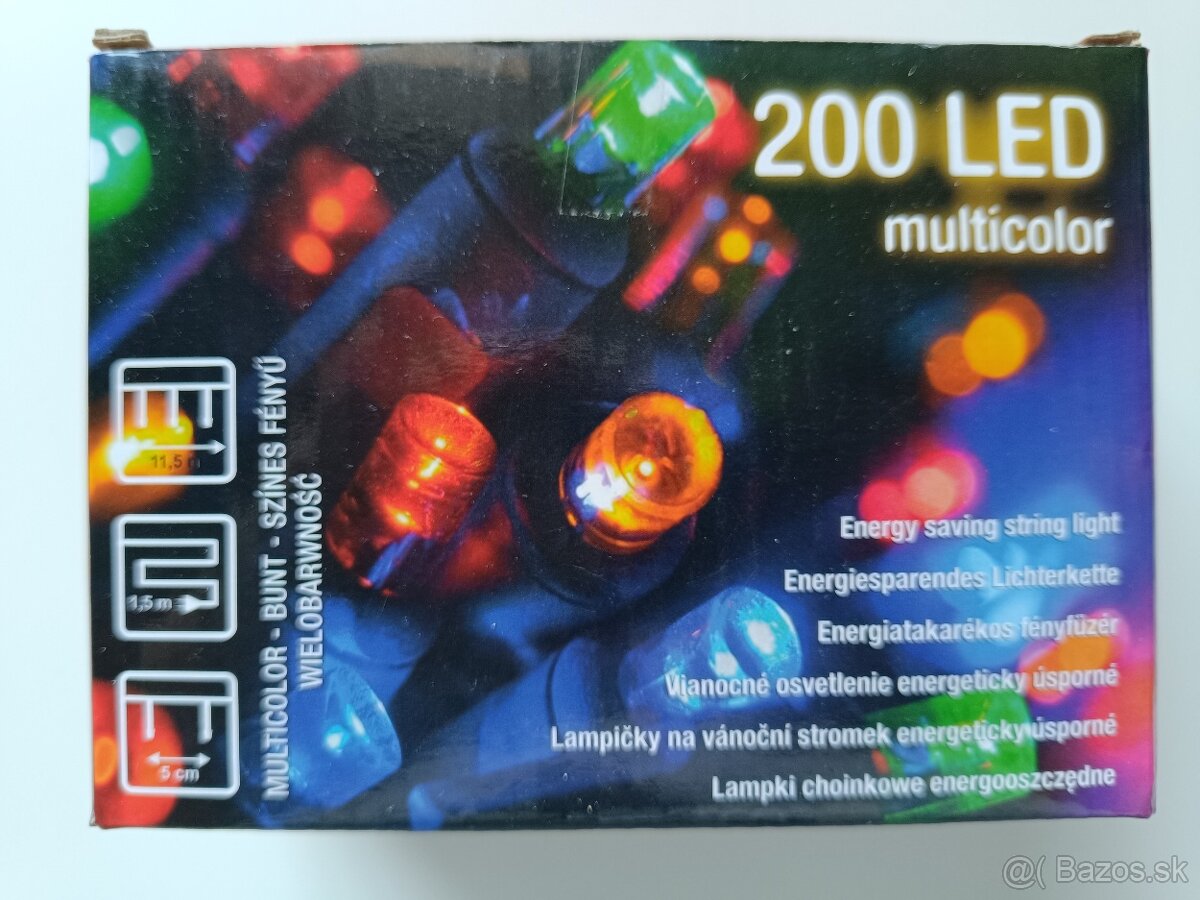 200 LED
multicolor
11,5 m
1,5 m
5 cm
MULTICOLOR - BUNT - SZÍNES FÉNYŰ
WIELOBARWNOŚĆ
Energy saving string light
Energiesparendes Lichterkette
Energiatakarékos fényfüzér
Vianocné osvetlenie energeticky úsporné
Lampičky na vánoční stromek energeticky úsporné
Lampki choinkowe energooszczędne
@( Bazos.sk